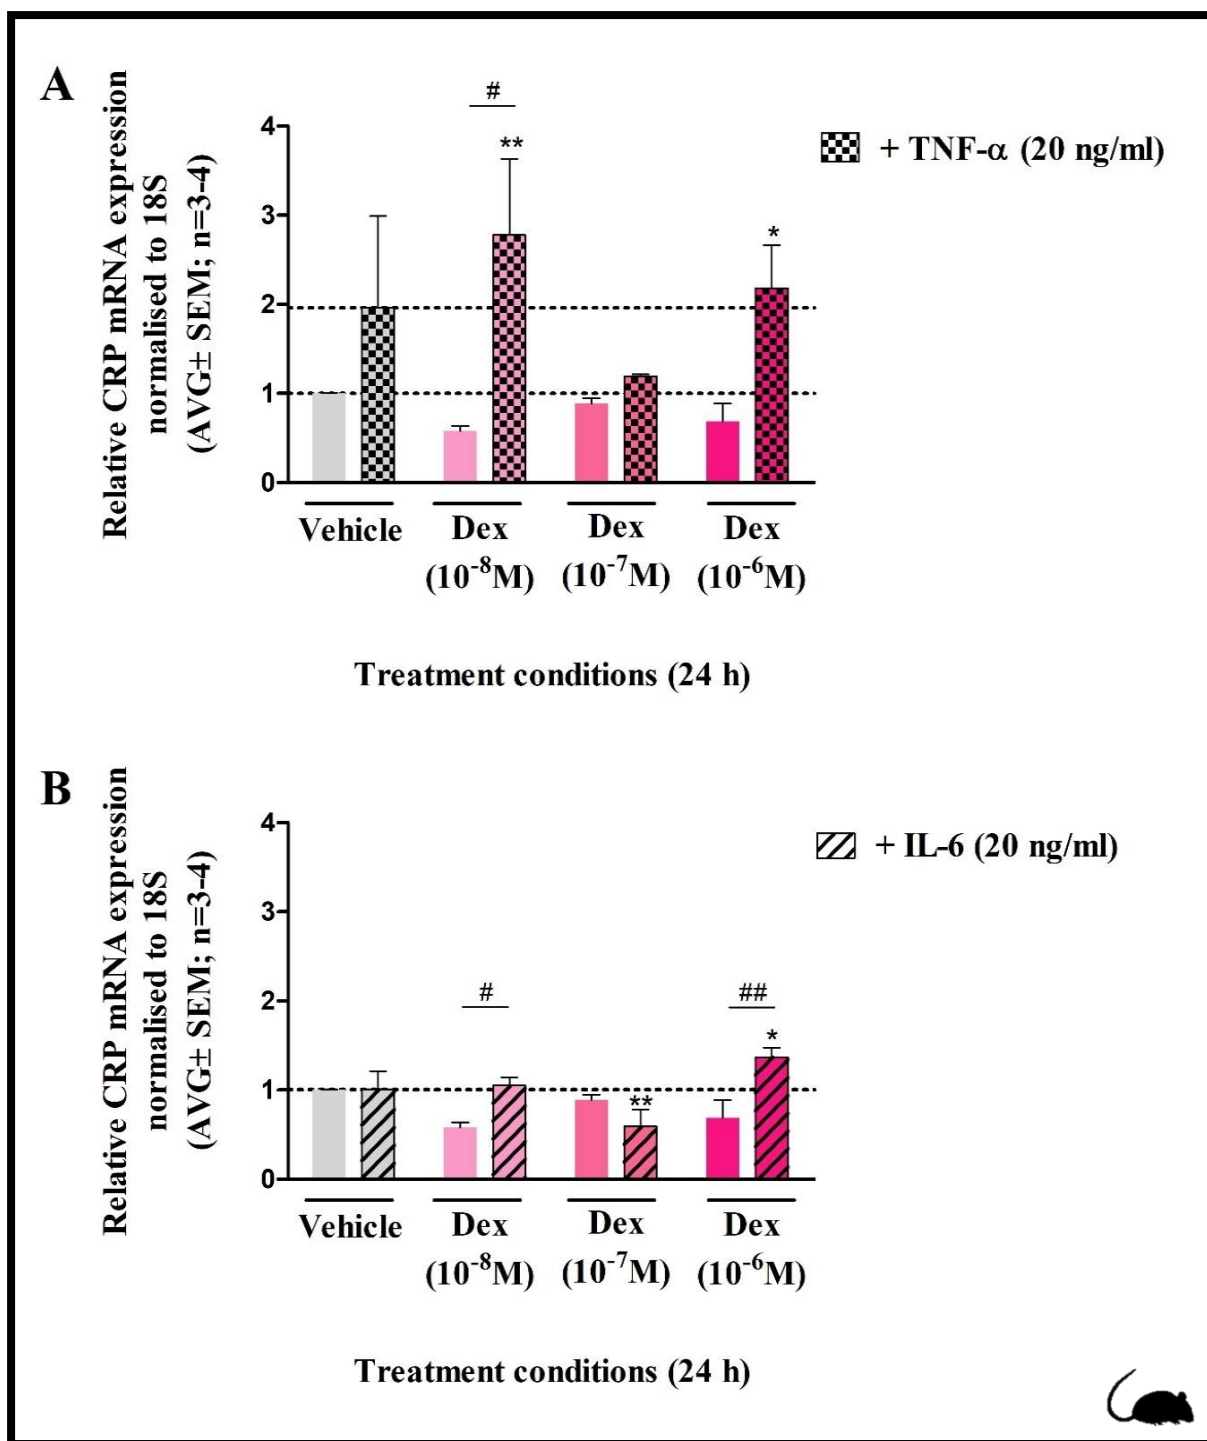 A
Relative CRP mRNA expression
normalised to 18S
(AVG± SEM; n=3-4)
#
**
*
4
3
2
1
0
+ TNF-α (20 ng/ml)
Vehicle
Dex
(10⁻⁸M)
Dex
(10⁻⁷M)
Dex
(10⁻⁶M)
Treatment conditions (24 h)
B
Relative CRP mRNA expression
normalised to 18S
(AVG± SEM; n=3-4)
4
3
2
1
0
+ IL-6 (20 ng/ml)
#
##
*
**
Vehicle
Dex
(10⁻⁸M)
Dex
(10⁻⁷M)
Dex
(10⁻⁶M)
Treatment conditions (24 h)